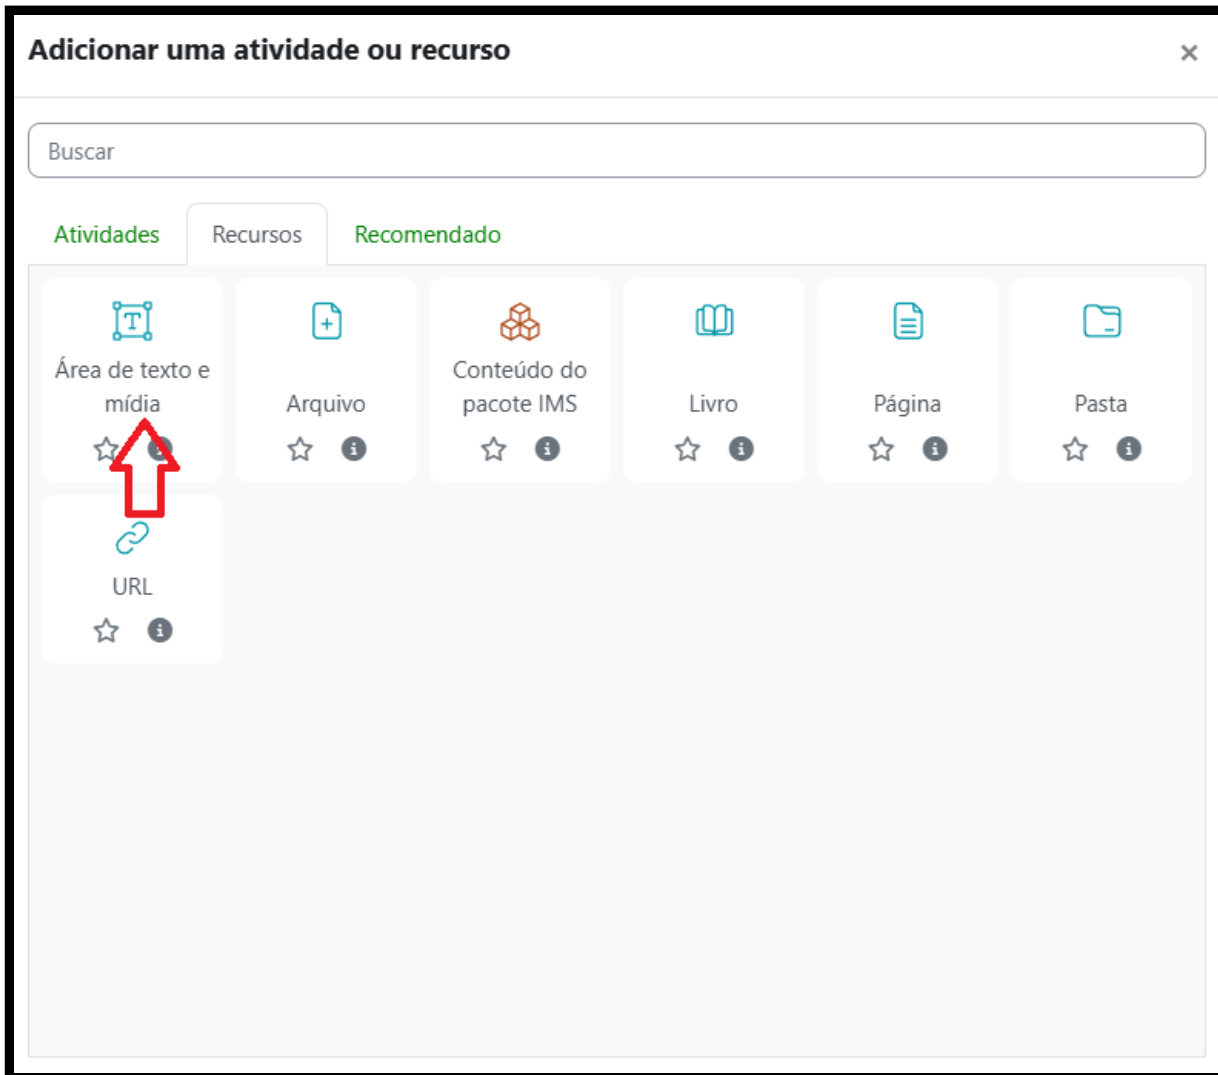 Adicionar uma atividade ou recurso
Buscar
Atividades Recursos Recomendado
Área de texto e
mídia
Arquivo
Conteúdo do
pacote IMS
Livro
Página
Pasta
URL